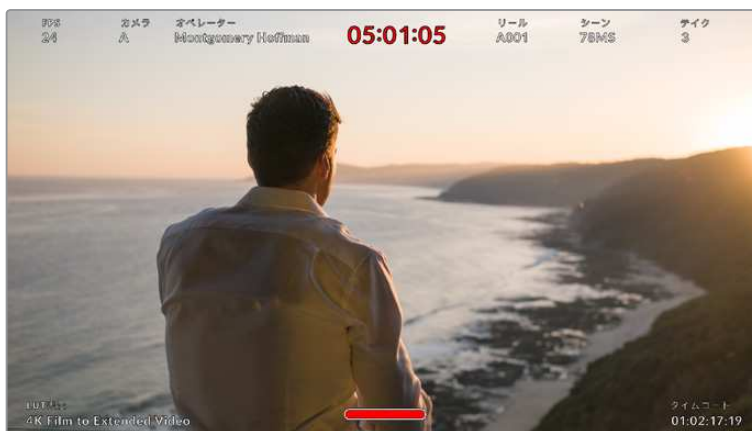 FPS カメラ オペレーター 05:01:05 リール シーン テイク
24 A Montgomery Hoffman A001 78MS 3
4K Film to Extended Video
タイムコード
01:02:17:19